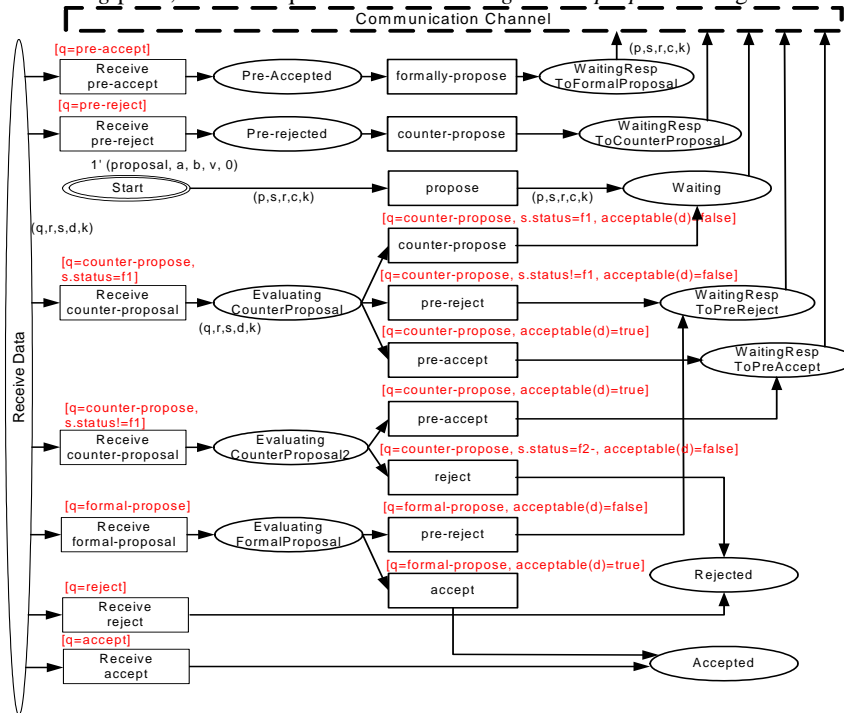 Communication Channel
[q=pre-accept]
(p,s,r,c,k)
Receive
pre-accept
Pre-Accepted
formally-propose
WaitingResp
ToFormalProposal
[q=pre-reject]
Receive
pre-reject
Pre-rejected
counter-propose
WaitingResp
ToCounterProposal
1' (proposal, a, b, v, 0)
Start
(p,s,r,c,k)
propose
(p,s,r,c,k)
Waiting
(q,r,s,d,k)
[q=counter-propose, s.status=f1, acceptable(d)=false]
counter-propose
[q=counter-propose,
s.status=f1]
Receive
counter-proposal
Evaluating
CounterProposal
(q,r,s,d,k)
[q=counter-propose, s.status!=f1, acceptable(d)=false]
pre-reject
WaitingResp
ToPreReject
[q=counter-propose, acceptable(d)=true]
pre-accept
WaitingResp
ToPreAccept
Receive Data
[q=counter-propose, acceptable(d)=true]
pre-accept
[q=counter-propose,
s.status!=f1]
Receive
counter-proposal
Evaluating
CounterProposal2
[q=counter-propose, s.status=f2-, acceptable(d)=false]
reject
[q=formal-propose]
Receive
formal-proposal
Evaluating
FormalProposal
[q=formal-propose, acceptable(d)=false]
pre-reject
[q=formal-propose, acceptable(d)=true]
accept
Rejected
[q=reject]
Receive
reject
[q=accept]
Receive
accept
Accepted